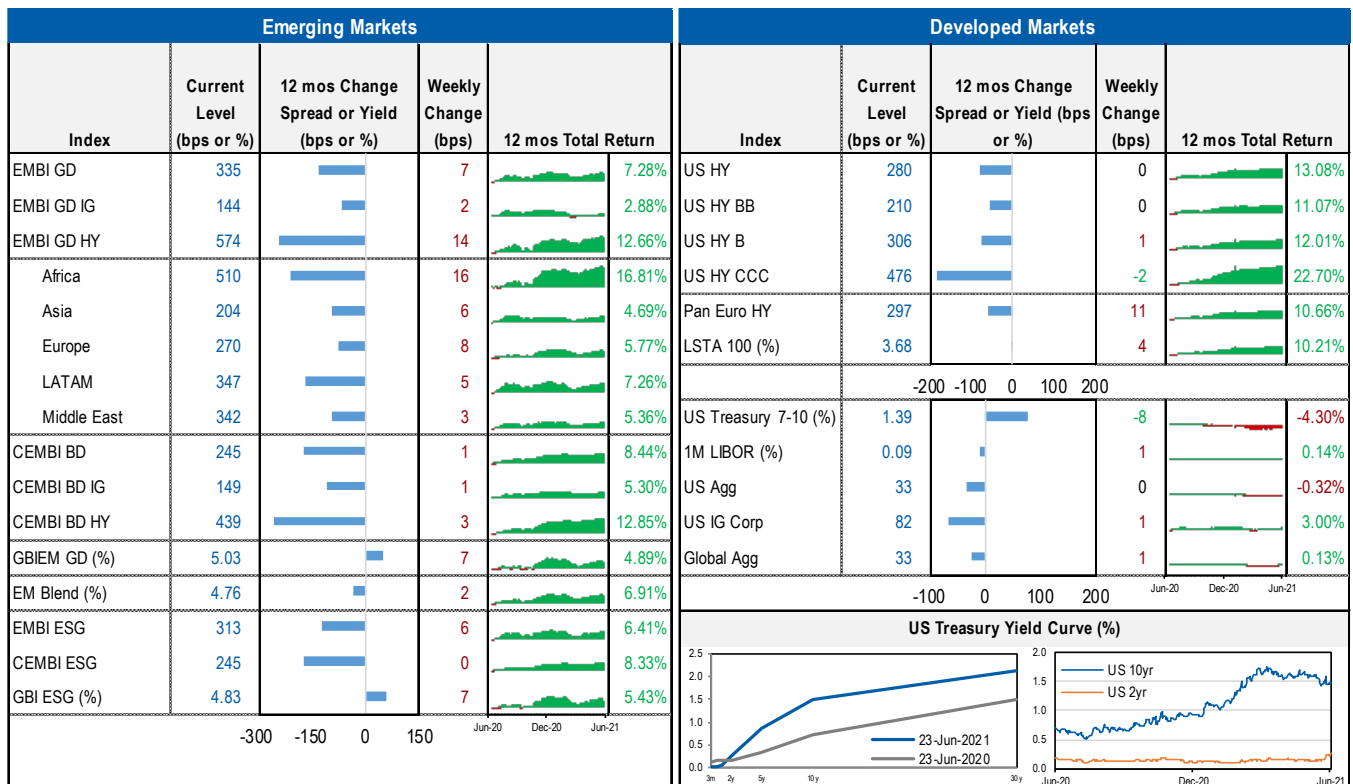 Emerging Markets
Index Current Level (bps or %) 12 mos Change Spread or Yield (bps or %) Weekly Change (bps) 12 mos Total Return
EMBI GD 335 7 7.28%
EMBI GD IG 144 2 2.88%
EMBI GD HY 574 14 12.66%
Africa 510 16 16.81%
Asia 204 6 4.69%
Europe 270 8 5.77%
LATAM 347 5 7.26%
Middle East 342 3 5.36%
CEMBI BD 245 1 8.44%
CEMBI BD IG 149 1 5.30%
CEMBI BD HY 439 3 12.85%
GBIEM GD (%) 5.03 7 4.89%
EM Blend (%) 4.76 2 6.91%
EMBI ESG 313 6 6.41%
CEMBI ESG 245 0 8.33%
GBI ESG (%) 4.83 7 5.43%
-300 -150 0 150
Jun-20 Dec-20 Jun-21
Developed Markets
Index Current Level (bps or %) 12 mos Change Spread or Yield (bps or %) Weekly Change (bps) 12 mos Total Return
US HY 280 0 13.08%
US HY BB 210 0 11.07%
US HY B 306 1 12.01%
US HY CCC 476 -2 22.70%
Pan Euro HY 297 11 10.66%
LSTA 100 (%) 3.68 4 10.21%
-200 -100 0 100 200
US Treasury 7-10 (%) 1.39 -8 -4.30%
1M LIBOR (%) 0.09 1 0.14%
US Agg 33 0 -0.32%
US IG Corp 82 1 3.00%
Global Agg 33 1 0.13%
-100 0 100 200
Jun-20 Dec-20 Jun-21
US Treasury Yield Curve (%)
2.5
2.0
1.5
1.0
0.5
0.0
3m 2y 5y 10 y 30 y
23-Jun-2021
23-Jun-2020
2.0
1.5
1.0
0.5
0.0
US 10yr
US 2yr
Jun-20 Dec-20 Jun-21